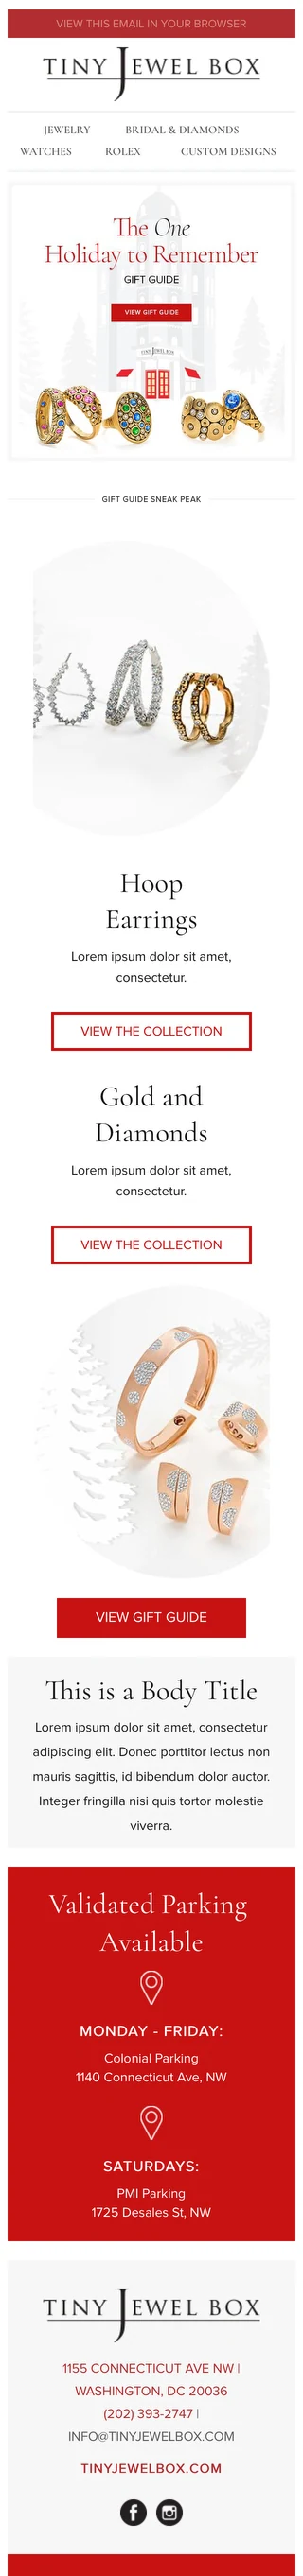 VIEW THIS EMAIL IN YOUR BROWSER
TINY JEWEL BOX
JEWELRY BRIDAL & DIAMONDS
WATCHES ROLEX CUSTOM DESIGNS
The One
Holiday to Remember
GIFT GUIDE
VIEW GIFT GUIDE
TINY JEWEL BOX
GIFT GUIDE SNEAK PEAK
Hoop
Earrings
Lorem ipsum dolor sit amet,
consectetur.
VIEW THE COLLECTION
Gold and
Diamonds
Lorem ipsum dolor sit amet,
consectetur.
VIEW THE COLLECTION
VIEW GIFT GUIDE
This is a Body Title
Lorem ipsum dolor sit amet, consectetur
adipiscing elit. Donec porttitor lectus non
mauris sagittis, id bibendum dolor auctor.
Integer fringilla nisi quis tortor molestie
viverra.
Validated Parking
Available
MONDAY - FRIDAY:
Colonial Parking
1140 Connecticut Ave, NW
SATURDAYS:
PMI Parking
1725 Desales St, NW
TINY JEWEL BOX
1155 CONNECTICUT AVE NW |
WASHINGTON, DC 20036
(202) 393-2747 |
INFO@TINYJEWELBOX.COM
TINYJEWELBOX.COM